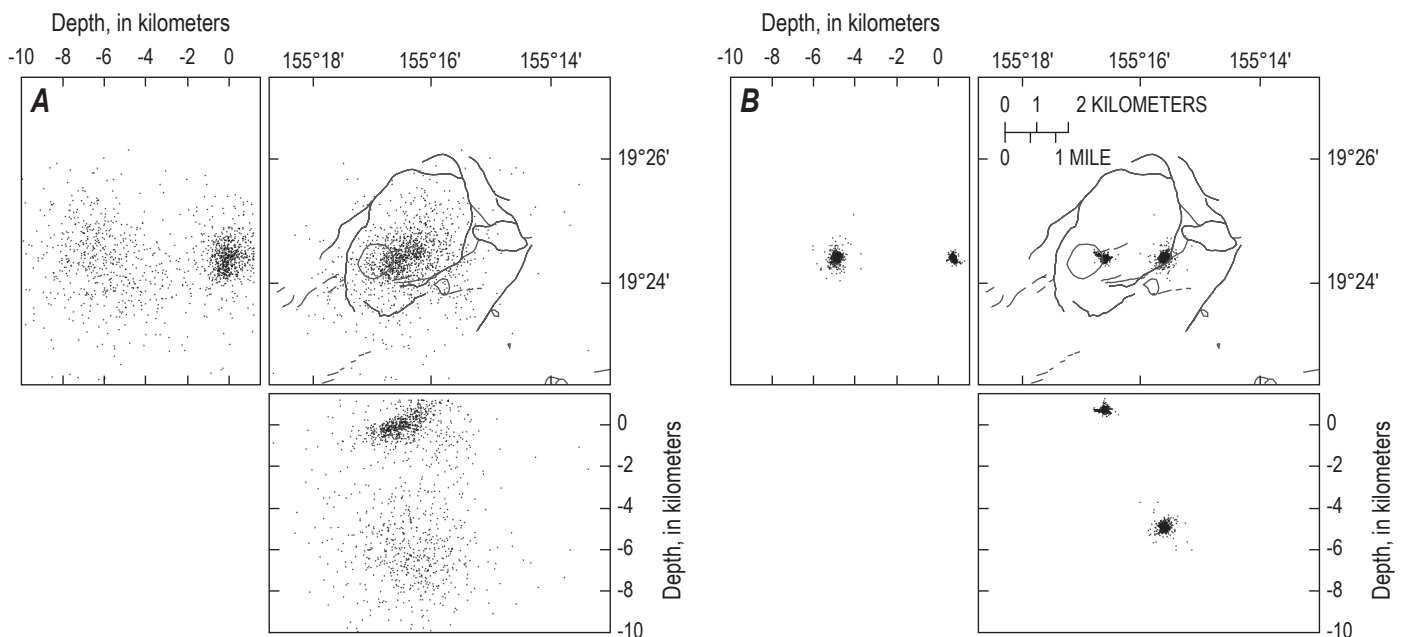 Depth, in kilometers
-10 -8 -6 -4 -2 0
155°18' 155°16' 155°14'
A
Depth, in kilometers
-10 -8 -6 -4 -2 0
155°18' 155°16' 155°14'
B
0 1 2 KILOMETERS
0 1 MILE
19°26'
19°24'
19°26'
19°24'
0
-2
-4
-6
-8
-10
Depth, in kilometers
0
-2
-4
-6
-8
-10
Depth, in kilometers